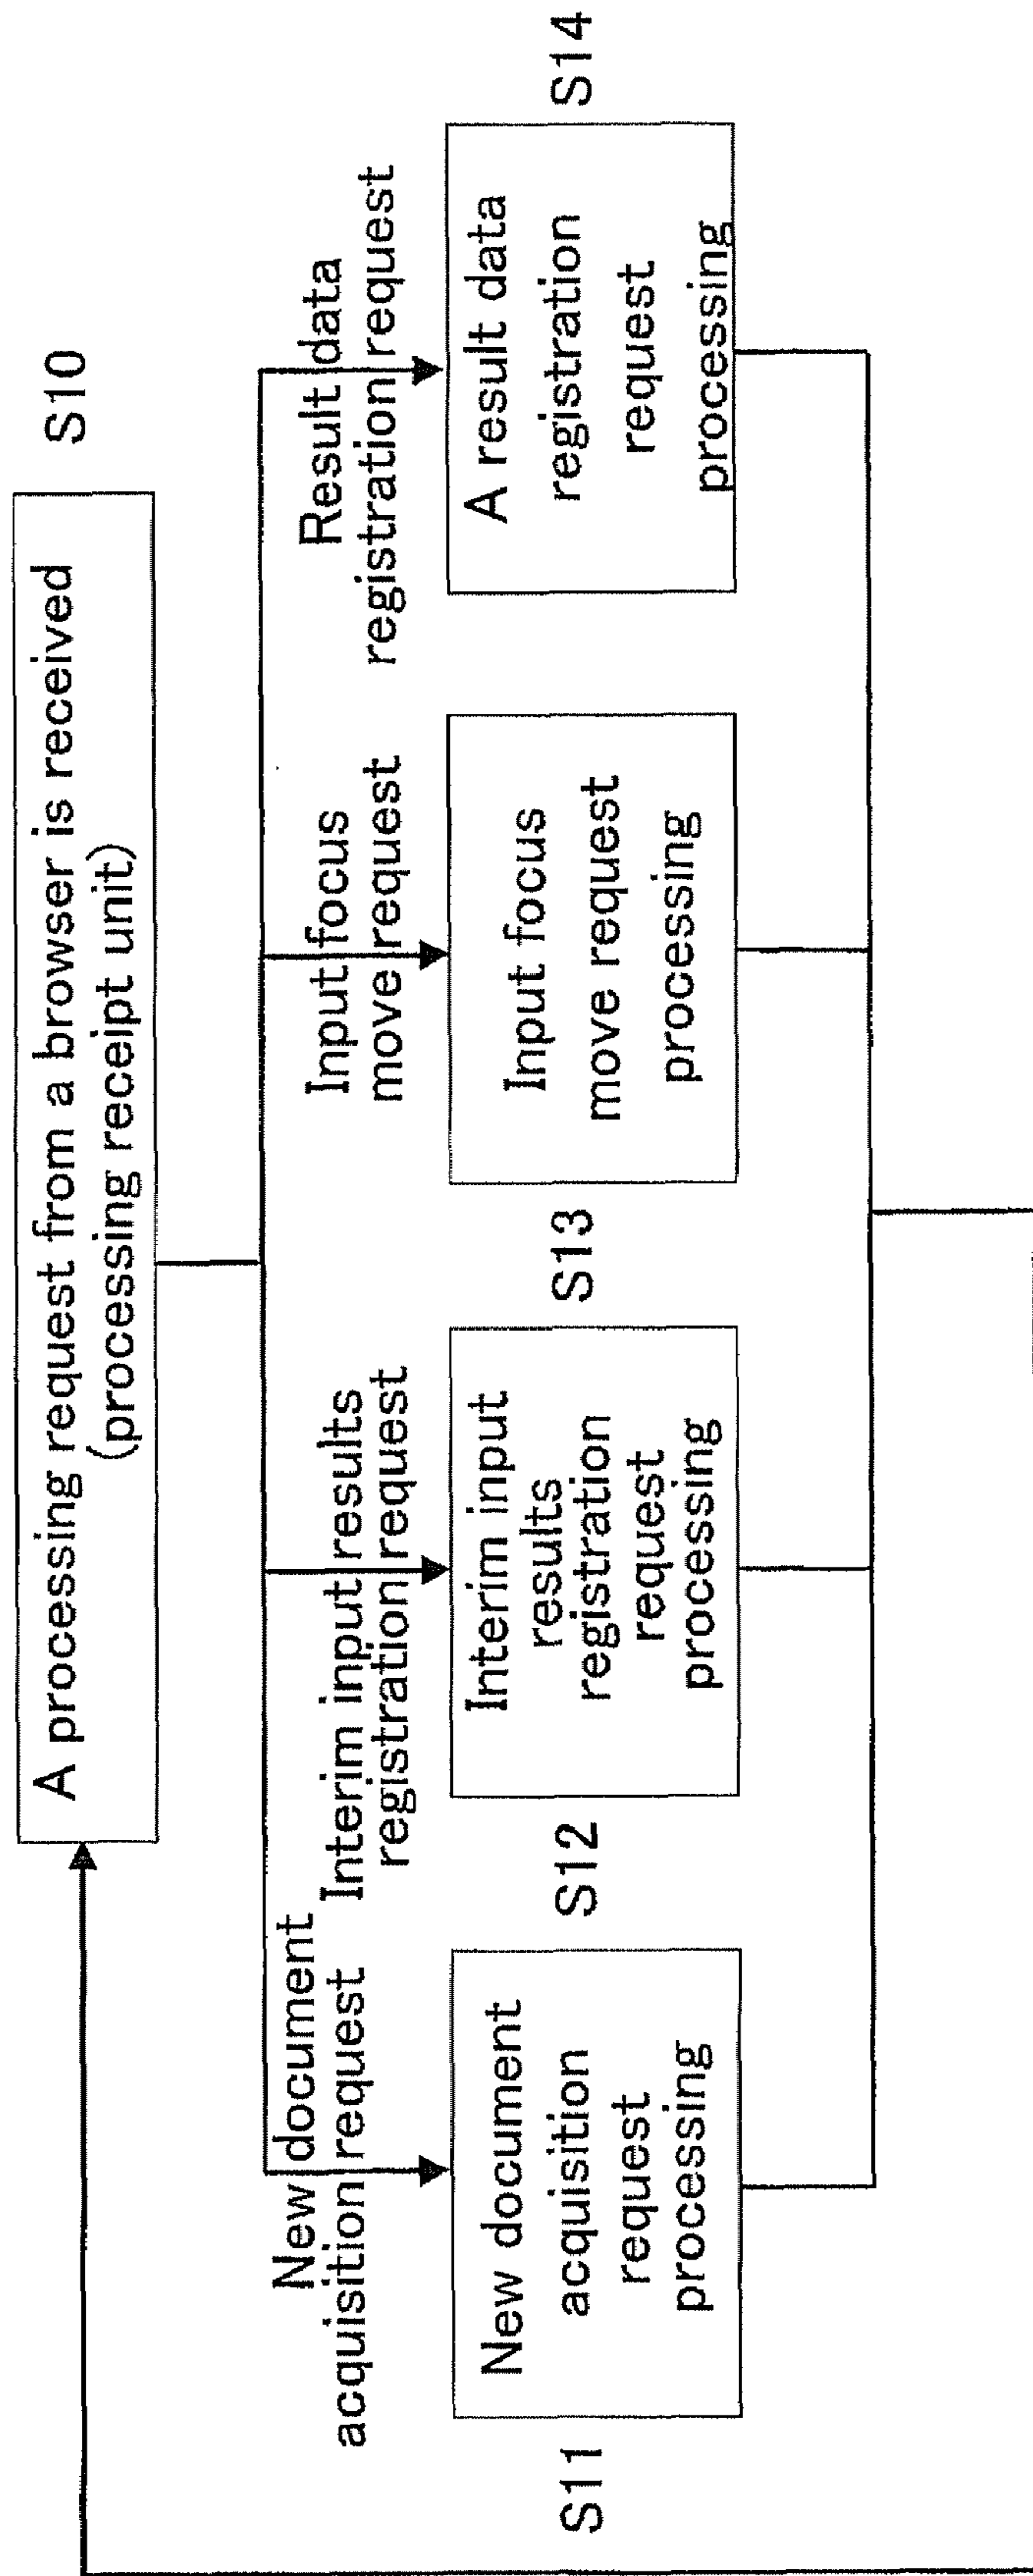 A processing request from a browser is received
(processing receipt unit)
S10
New document
acquisition request
Interim input results
registration request
Input focus
move request
Result data
registration request
S11
New document
acquisition
request
processing
S12
Interim input
results
registration
request
processing
S13
Input focus
move request
processing
A result data
registration
request
processing
S14